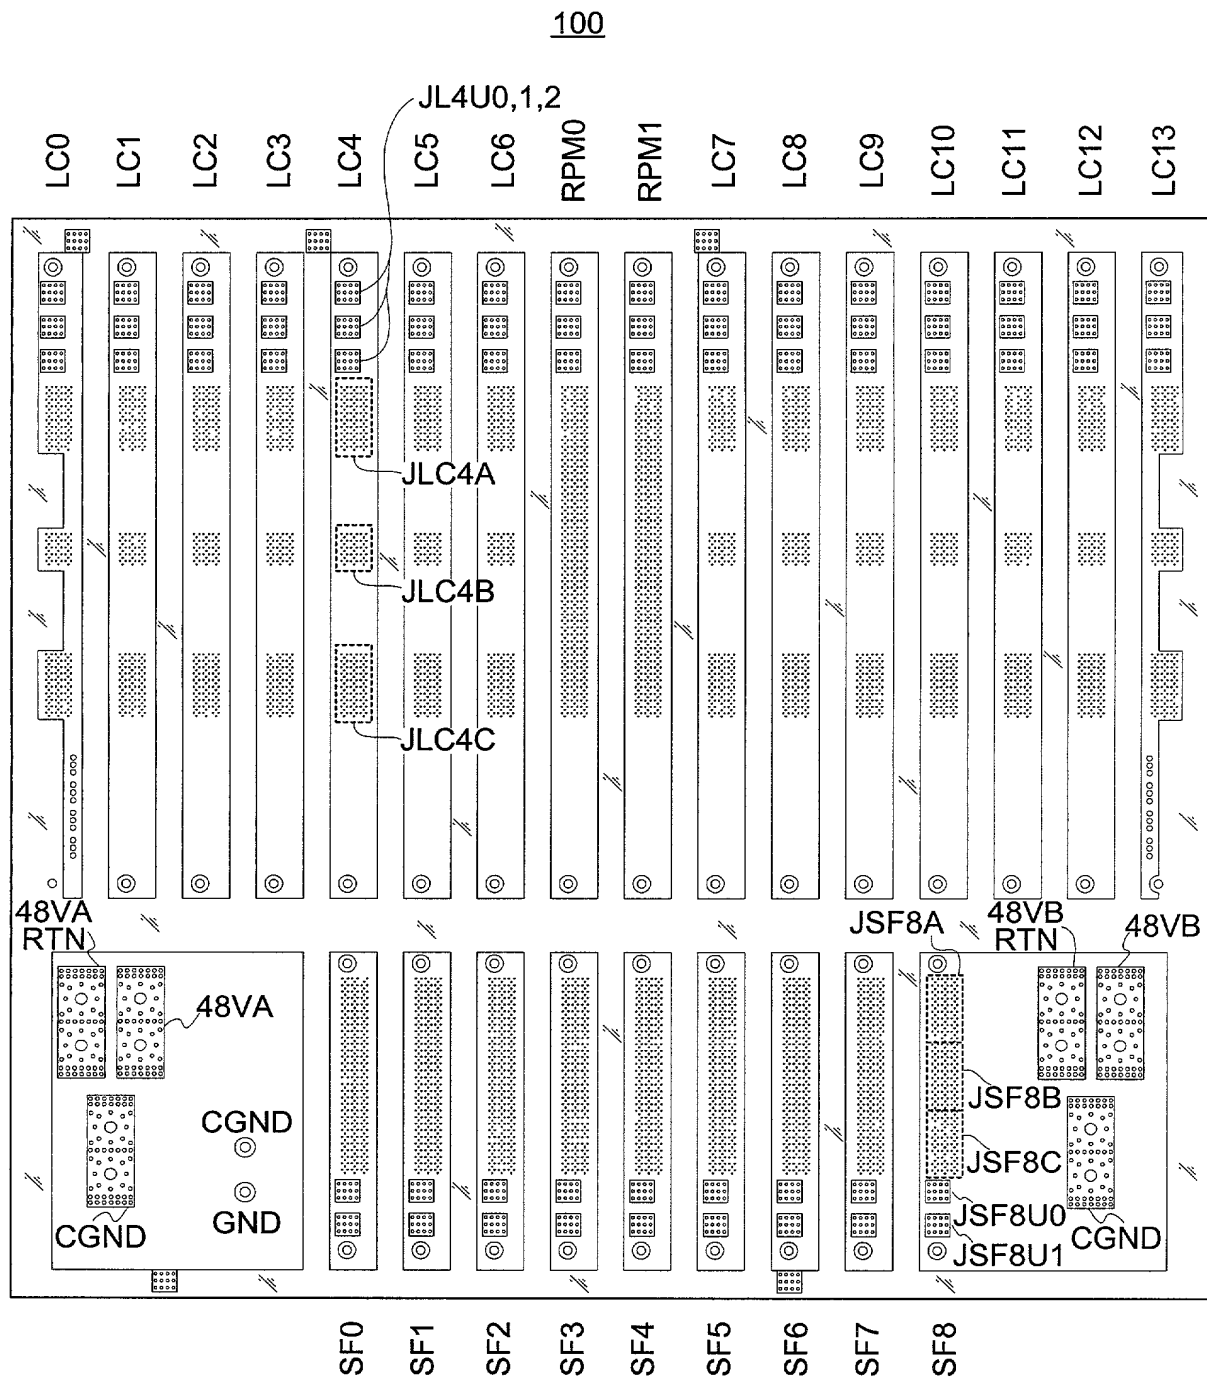 100
JL4U0,1,2
LC0
LC1
LC2
LC3
LC4
LC5
LC6
RPM0
RPM1
LC7
LC8
LC9
LC10
LC11
LC12
LC13
JLC4A
JLC4B
JLC4C
48VA
RTN
48VA
CGND
GND
CGND
JSF8A
48VB
RTN
48VB
JSF8B
JSF8C
JSF8U0
JSF8U1
CGND
SF0
SF1
SF2
SF3
SF4
SF5
SF6
SF7
SF8